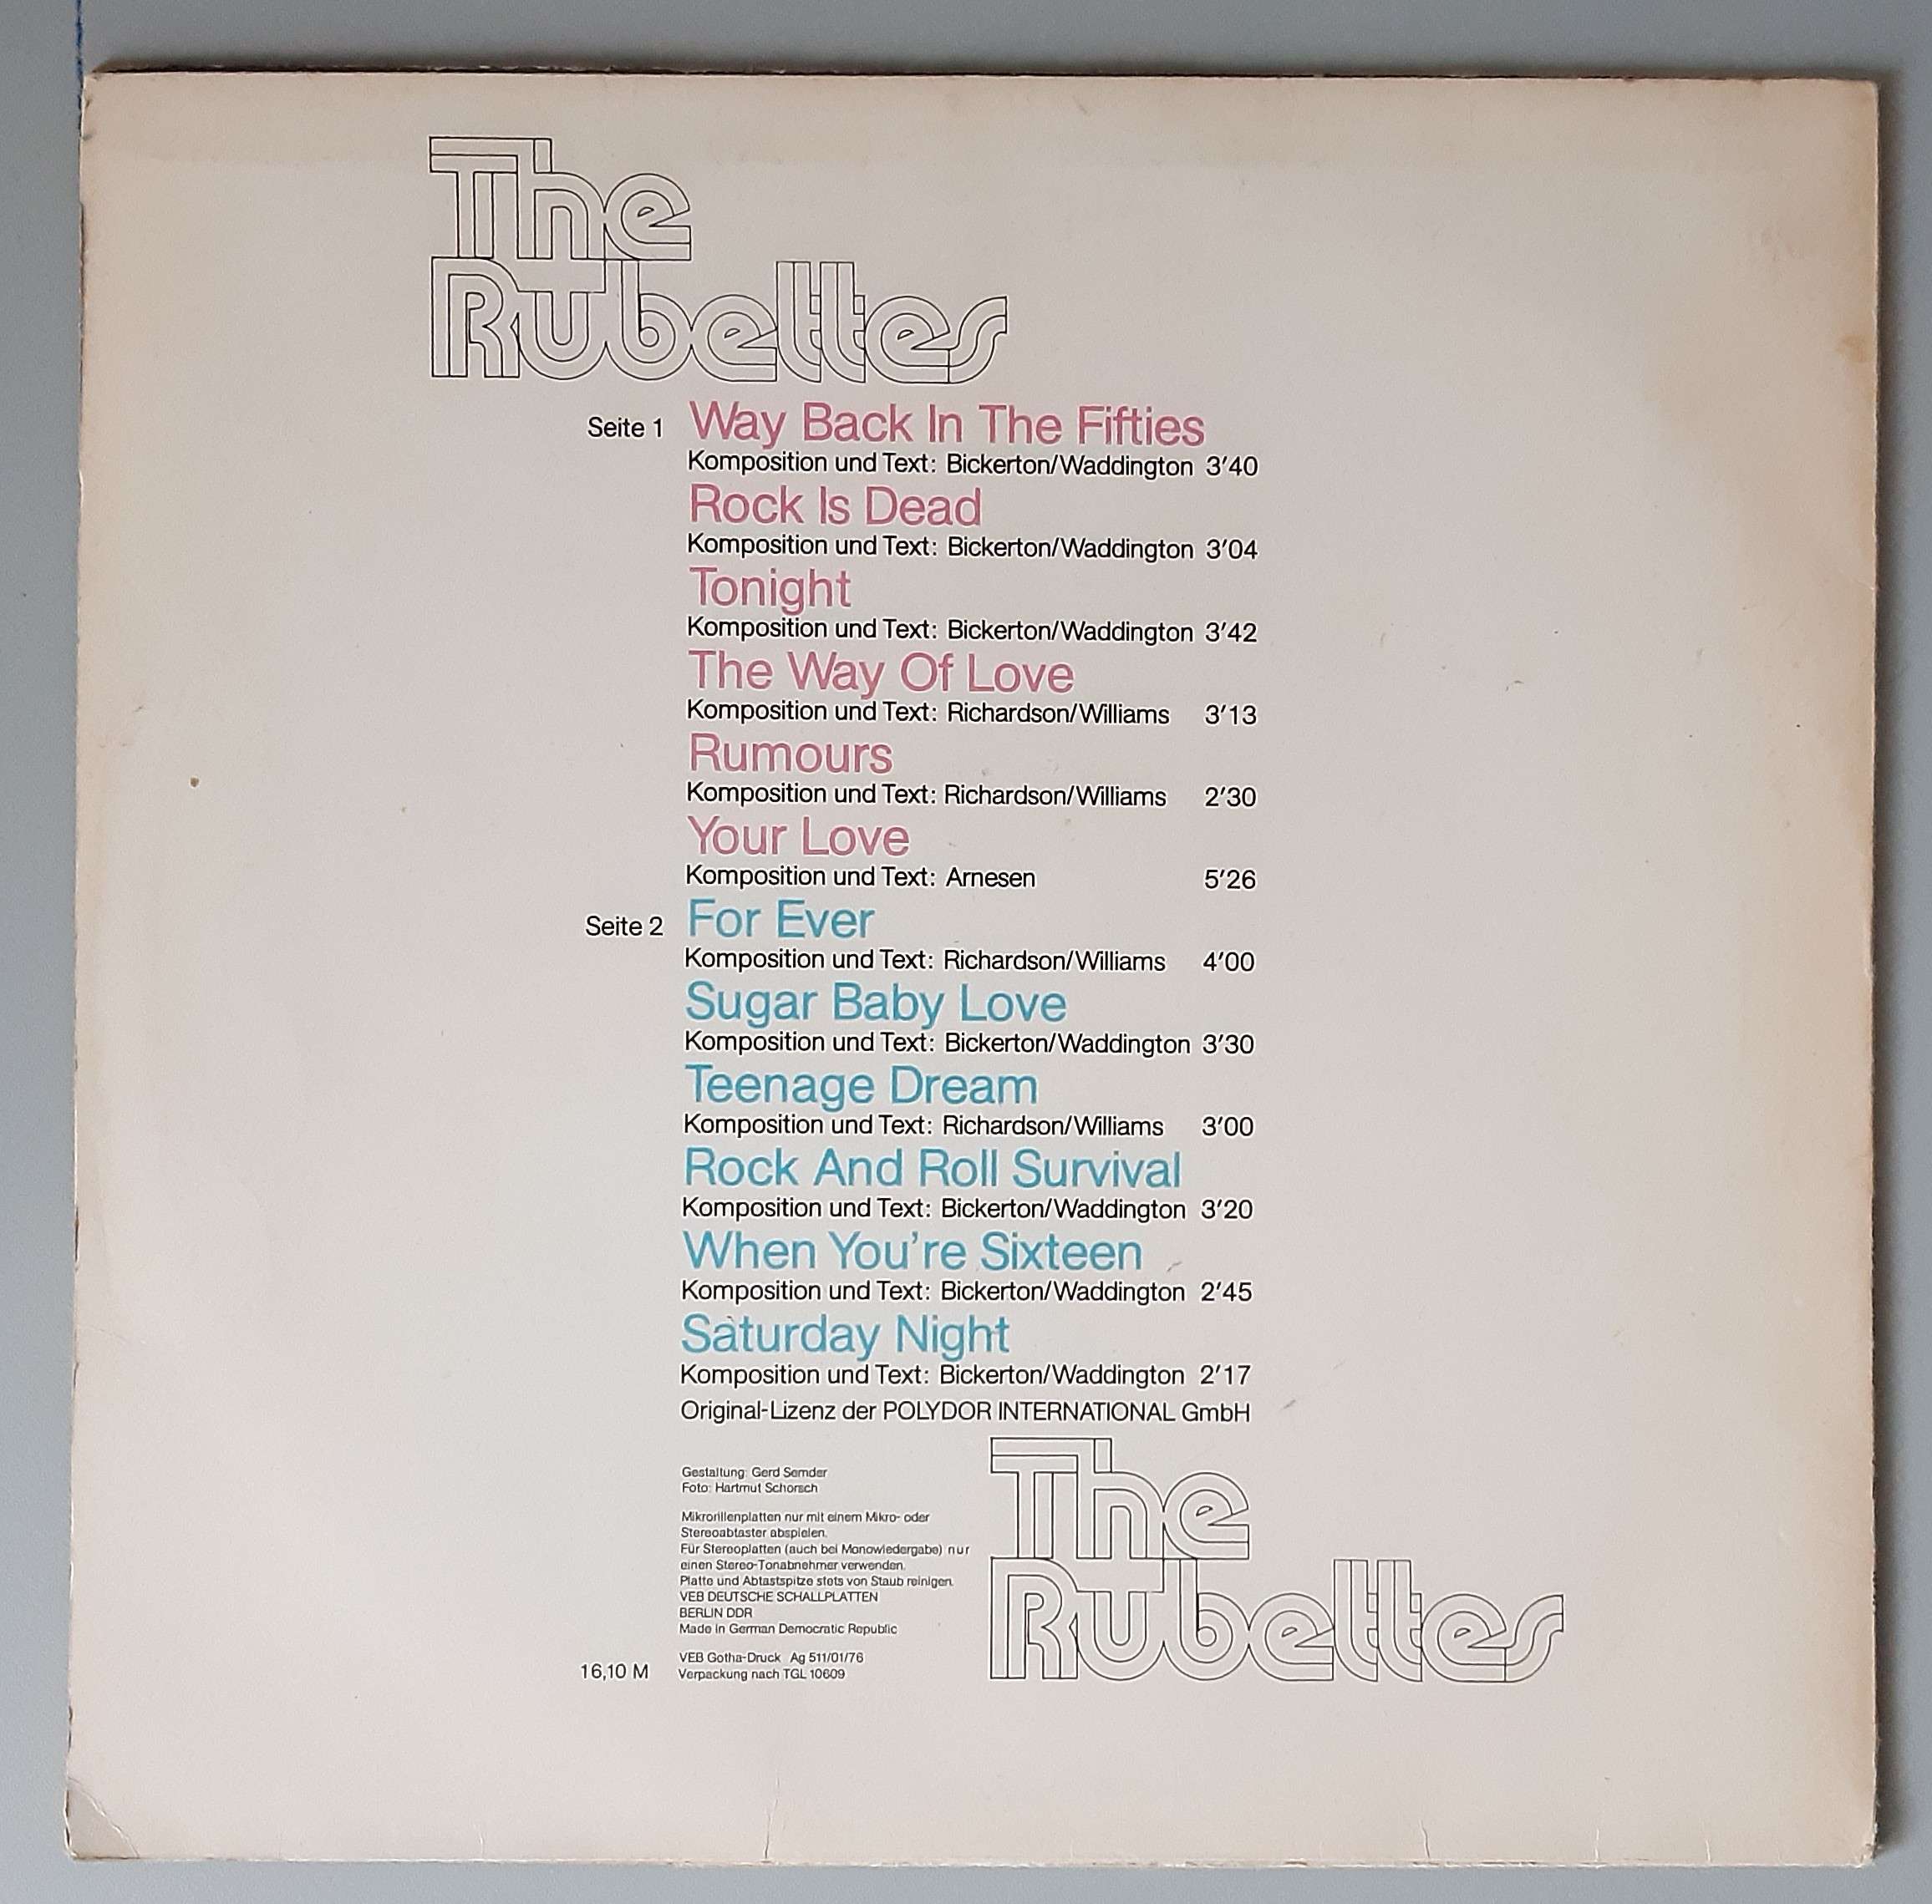 The
Rubettes
Seite 1 Way Back In The Fifties
Komposition und Text: Bickerton/Waddington 3'40
Rock Is Dead
Komposition und Text: Bickerton/Waddington 3'04
Tonight
Komposition und Text: Bickerton/Waddington 3'42
The Way Of Love
Komposition und Text: Richardson/Williams 3'13
Rumours
Komposition und Text: Richardson/Williams 2'30
Your Love
Komposition und Text: Arnesen 5'26
Seite 2 For Ever
Komposition und Text: Richardson/Williams 4'00
Sugar Baby Love
Komposition und Text: Bickerton/Waddington 3'30
Teenage Dream
Komposition und Text: Richardson/Williams 3'00
Rock And Roll Survival
Komposition und Text: Bickerton/Waddington 3'20
When You're Sixteen
Komposition und Text: Bickerton/Waddington 2'45
Saturday Night
Komposition und Text: Bickerton/Waddington 2'17
Original-Lizenz der POLYDOR INTERNATIONAL GmbH
Gestaltung: Gerd Semder
Foto: Hartmut Schorsch
Mikrorillenplatten nur mit einem Mikro- oder
Stereoabtaster abspielen.
Für Stereoplatten (auch bei Monowiedergabe) nur
einen Stereo-Tonabnehmer verwenden.
Platte und Abtastspitze stets von Staub reinigen.
VEB DEUTSCHE SCHALLPLATTEN
BERLIN DDR
Made in German Democratic Republic
VEB Gotha-Druck Ag 511/01/76
16,10 M Verpackung nach TGL 10609
The
Rubettes